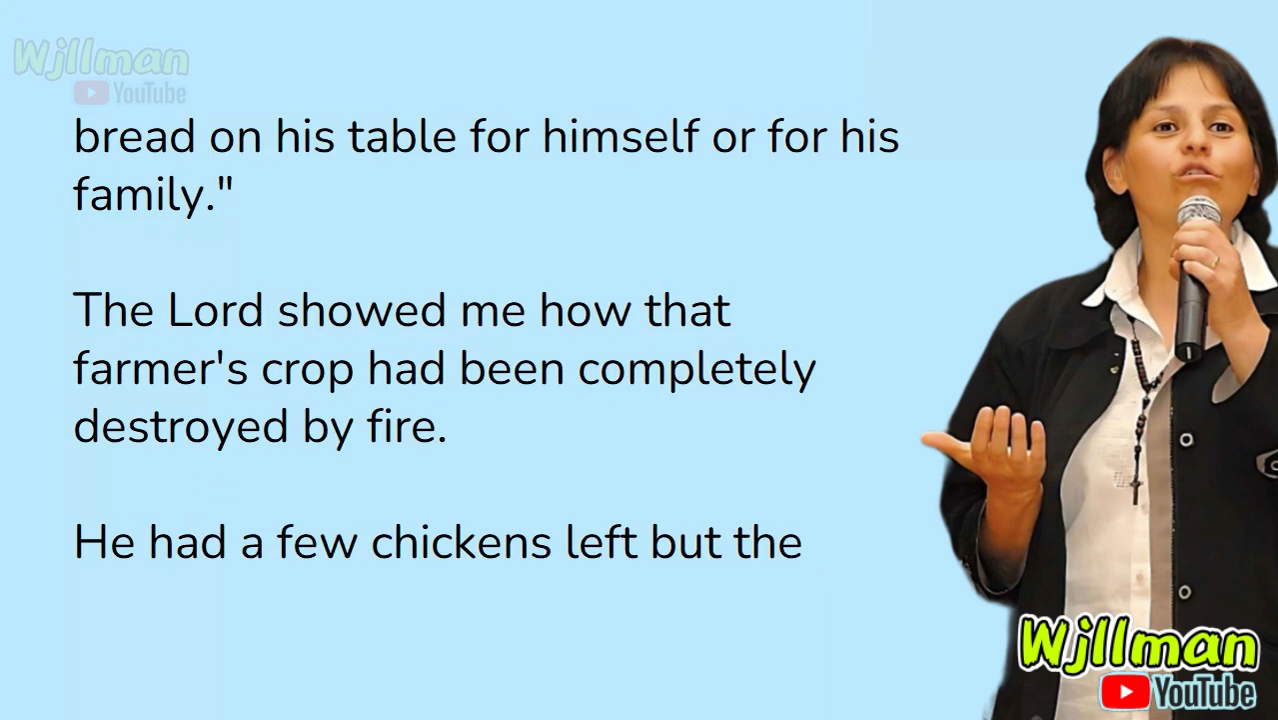 Wjllman
YouTube
bread on his table for himself or for his
family."
The Lord showed me how that
farmer's crop had been completely
destroyed by fire.
He had a few chickens left but the
Wjllman
YouTube